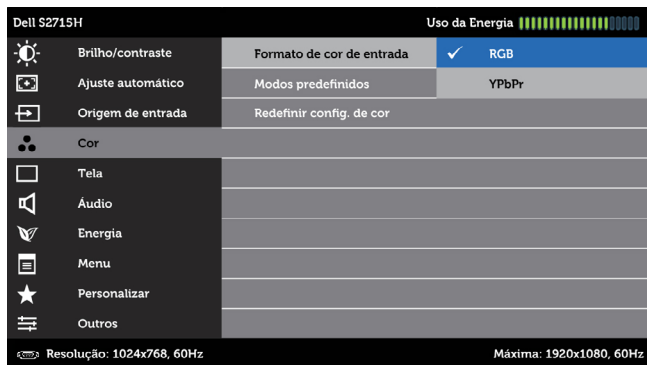 Dell S2715H Uso da Energia
Brilho/contraste Formato de cor de entrada RGB
Ajuste automático Modos predefinidos YPbPr
Origem de entrada Redefinir config. de cor
Cor
Tela
Áudio
Energia
Menu
Personalizar
Outros
Resolução: 1024x768, 60Hz Máxima: 1920x1080, 60Hz